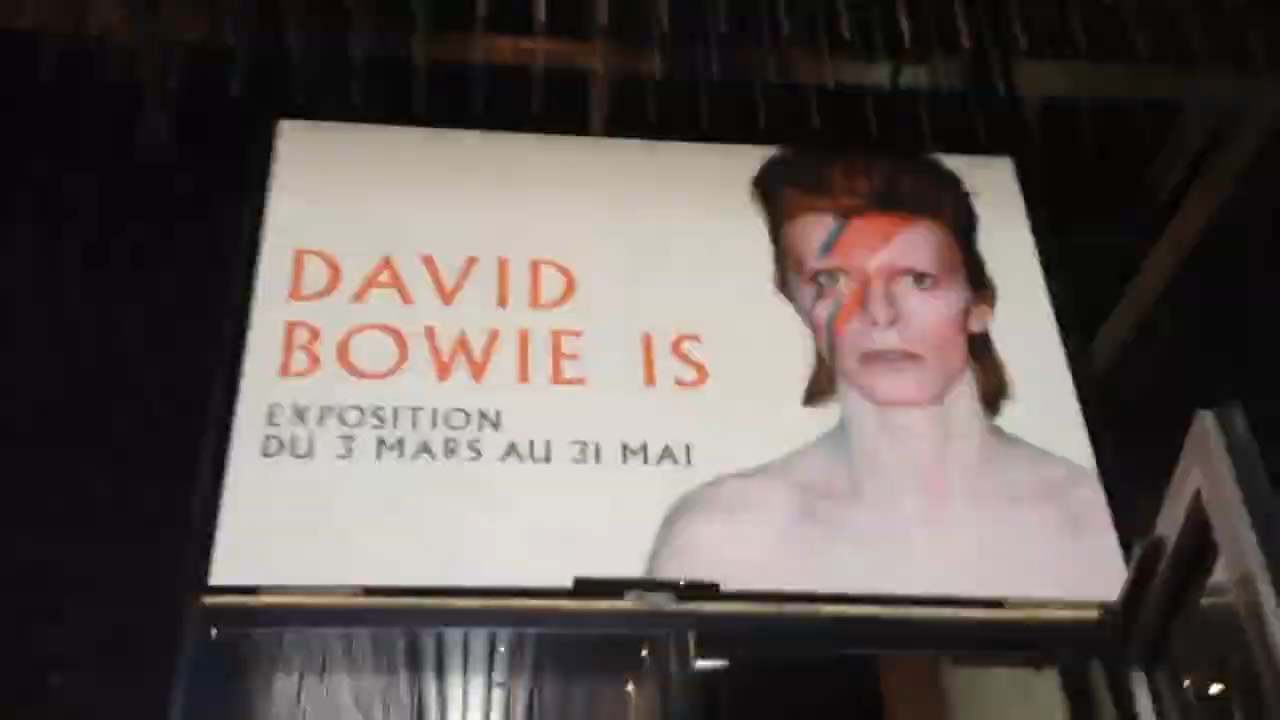 DAVID
BOWIE IS
EXPOSITION
DU 3 MARS AU 31 MAI